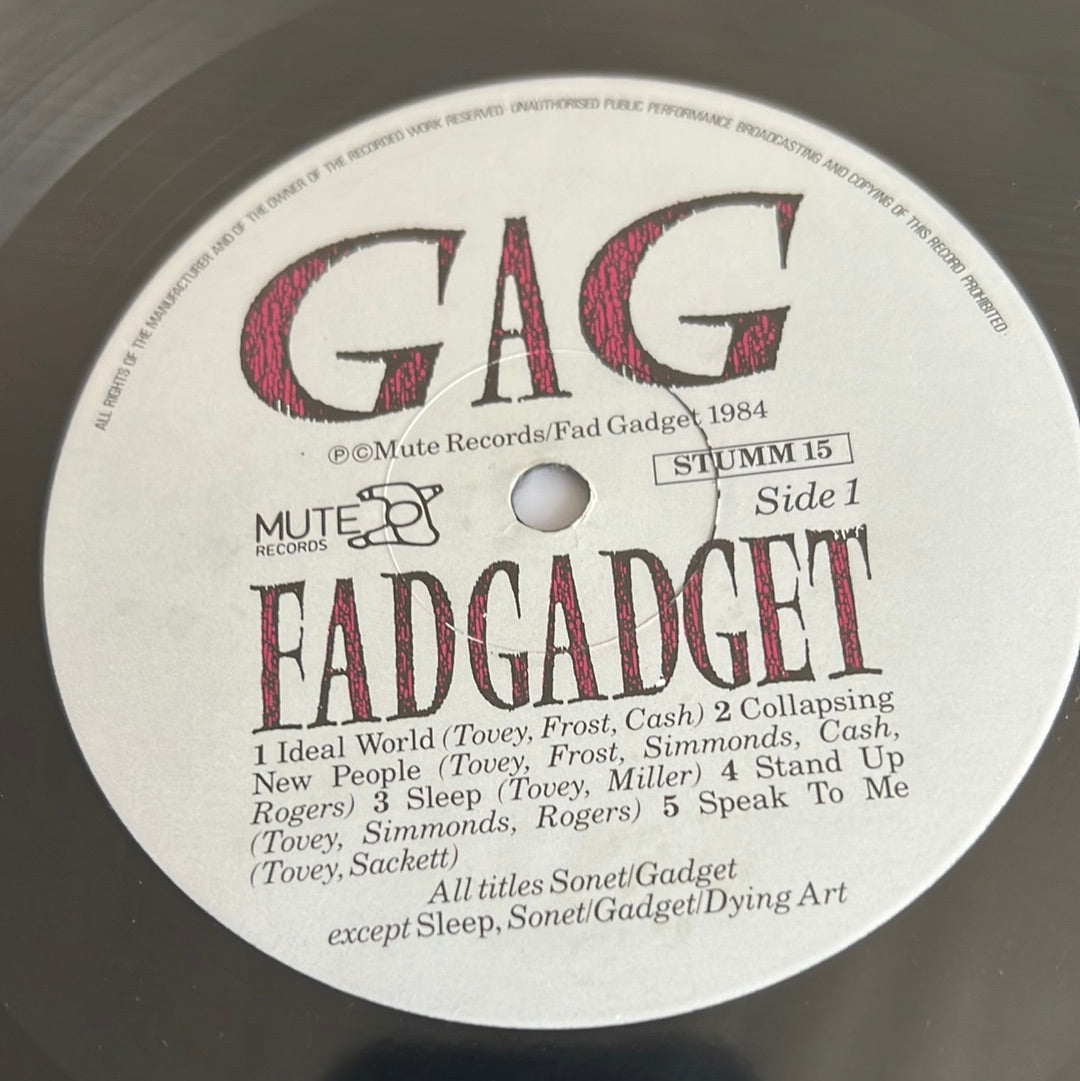 ALL RIGHTS OF THE MANUFACTURER AND OF THE OWNER OF THE RECORDED WORK RESERVED UNAUTHORISED PUBLIC PERFORMANCE BROADCASTING AND COPYING OF THIS RECORD PROHIBITED
GAG
℗©Mute Records/Fad Gadget 1984
STUMM 15
Side 1
MUTE
RECORDS
FADGADGET
1 Ideal World (Tovey, Frost, Cash) 2 Collapsing
New People (Tovey, Frost, Simmonds, Cash,
Rogers) 3 Sleep (Tovey, Miller) 4 Stand Up
(Tovey, Simmonds, Rogers) 5 Speak To Me
(Tovey, Sackett)
All titles Sonet/Gadget
except Sleep, Sonet/Gadget/Dying Art